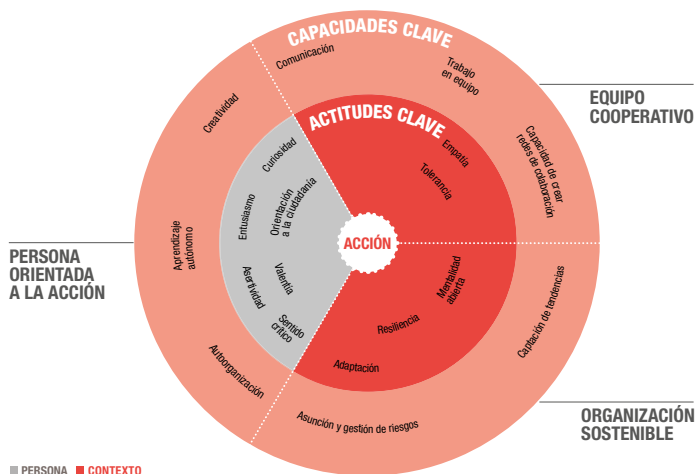 CAPACIDADES CLAVE
Comunicación
Trabajo
en equipo
Capacidad de crear
redes de colaboración
EQUIPO
COOPERATIVO
Creatividad
ACTITUDES CLAVE
Empatía
Tolerancia
Curiosidad
Orientación
a la ciudadanía
Entusiasmo
ACCIÓN
Aprendizaje
autónomo
PERSONA
ORIENTADA
A LA ACCIÓN
Valentía
Asertividad
Sentido
crítico
Mentalidad
abierta
Resiliencia
Adaptación
Captación de tendencias
Autoorganización
Asunción y gestión de riesgos
ORGANIZACIÓN
SOSTENIBLE
PERSONA
CONTEXTO